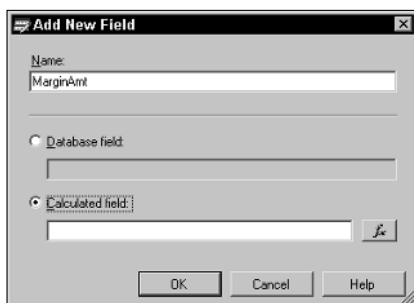 Add New Field
Name:
MarginAmt
Database field:
Calculated field:
fx
OK Cancel Help